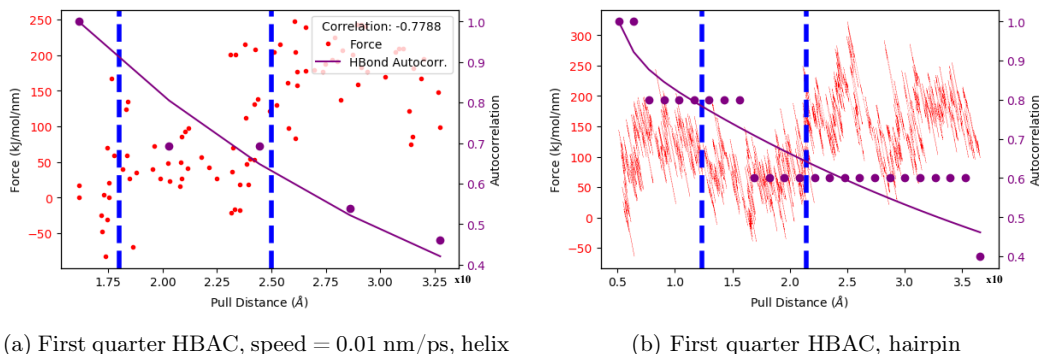 250
200
150
100
50
0
−50
Force (kJ/mol/nm)
Correlation: -0.7788
Force
HBond Autocorr.
1.0
0.9
0.8
0.7
0.6
0.5
0.4
Autocorrelation
1.75 2.00 2.25 2.50 2.75 3.00 3.25 x10
Pull Distance (Å)
300
250
200
150
100
50
0
−50
Force (kJ/mol/nm)
1.0
0.9
0.8
0.7
0.6
0.5
0.4
Autocorrelation
0.5 1.0 1.5 2.0 2.5 3.0 3.5 x10
Pull Distance (Å)
(a) First quarter HBAC, speed = 0.01 nm/ps, helix
(b) First quarter HBAC, hairpin